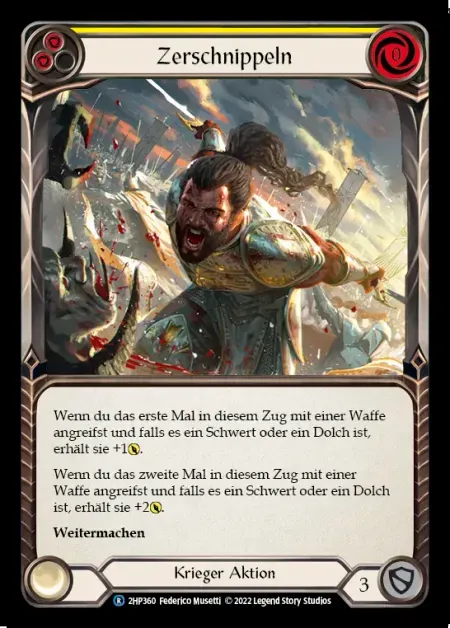 Zerschnippeln
0
Wenn du das erste Mal in diesem Zug mit einer Waffe
angreifst und falls es ein Schwert oder ein Dolch ist,
erhält sie +1.
Wenn du das zweite Mal in diesem Zug mit einer
Waffe angreifst und falls es ein Schwert oder ein Dolch
ist, erhält sie +2.
Weitermachen
Krieger Aktion
3
R 2HP360 Federico Musetti © 2022 Legend Story Studios